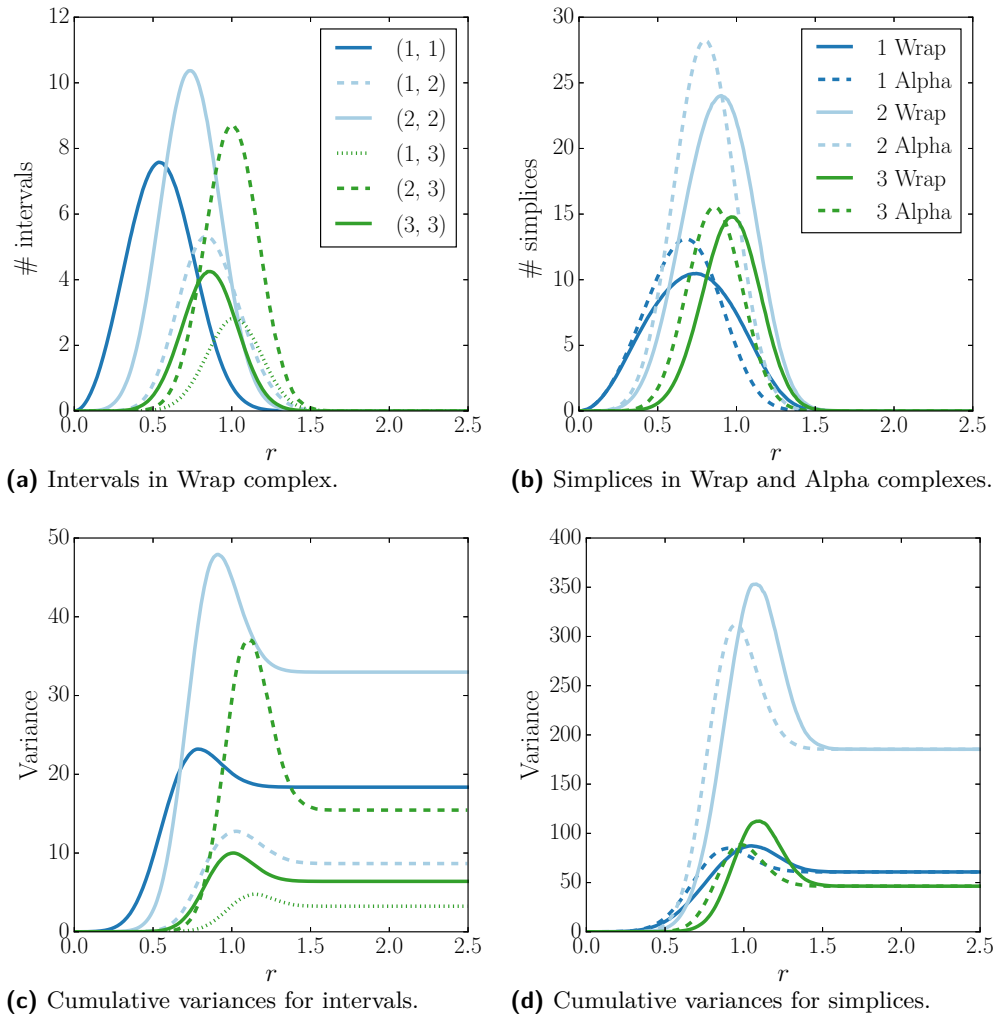 12
10
8
6
4
2
0
# intervals
0.0 0.5 1.0 1.5 2.0 2.5
r
(1, 1)
(1, 2)
(2, 2)
(1, 3)
(2, 3)
(3, 3)
(a) Intervals in Wrap complex.
30
25
20
15
10
5
0
# simplices
0.0 0.5 1.0 1.5 2.0 2.5
r
1 Wrap
1 Alpha
2 Wrap
2 Alpha
3 Wrap
3 Alpha
(b) Simplices in Wrap and Alpha complexes.
50
40
30
20
10
0
Variance
0.0 0.5 1.0 1.5 2.0 2.5
r
(c) Cumulative variances for intervals.
400
350
300
250
200
150
100
50
0
Variance
0.0 0.5 1.0 1.5 2.0 2.5
r
(d) Cumulative variances for simplices.